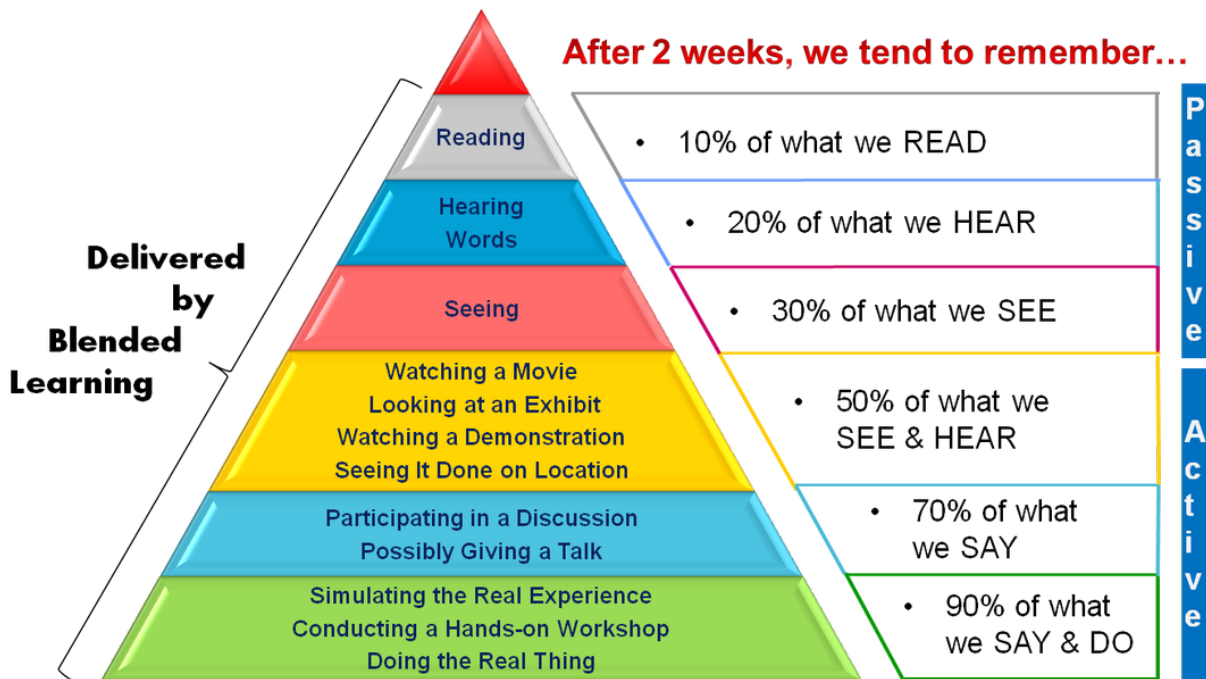 After 2 weeks, we tend to remember...
Reading
• 10% of what we READ
Hearing
Words
• 20% of what we HEAR
Seeing
• 30% of what we SEE
Watching a Movie
Looking at an Exhibit
Watching a Demonstration
Seeing It Done on Location
• 50% of what we
SEE & HEAR
Participating in a Discussion
Possibly Giving a Talk
• 70% of what
we SAY
Simulating the Real Experience
Conducting a Hands-on Workshop
Doing the Real Thing
• 90% of what
we SAY & DO
Delivered
by
Blended
Learning
Passive
Active